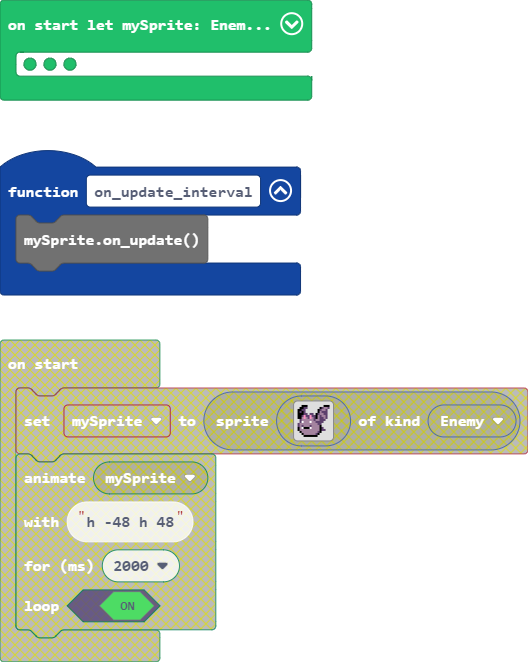 on start let mySprite: Enem...
function on_update_interval
mySprite.on_update()
on start
set mySprite to sprite of kind Enemy
animate mySprite
with "h -48 h 48"
for (ms) 2000
loop ON